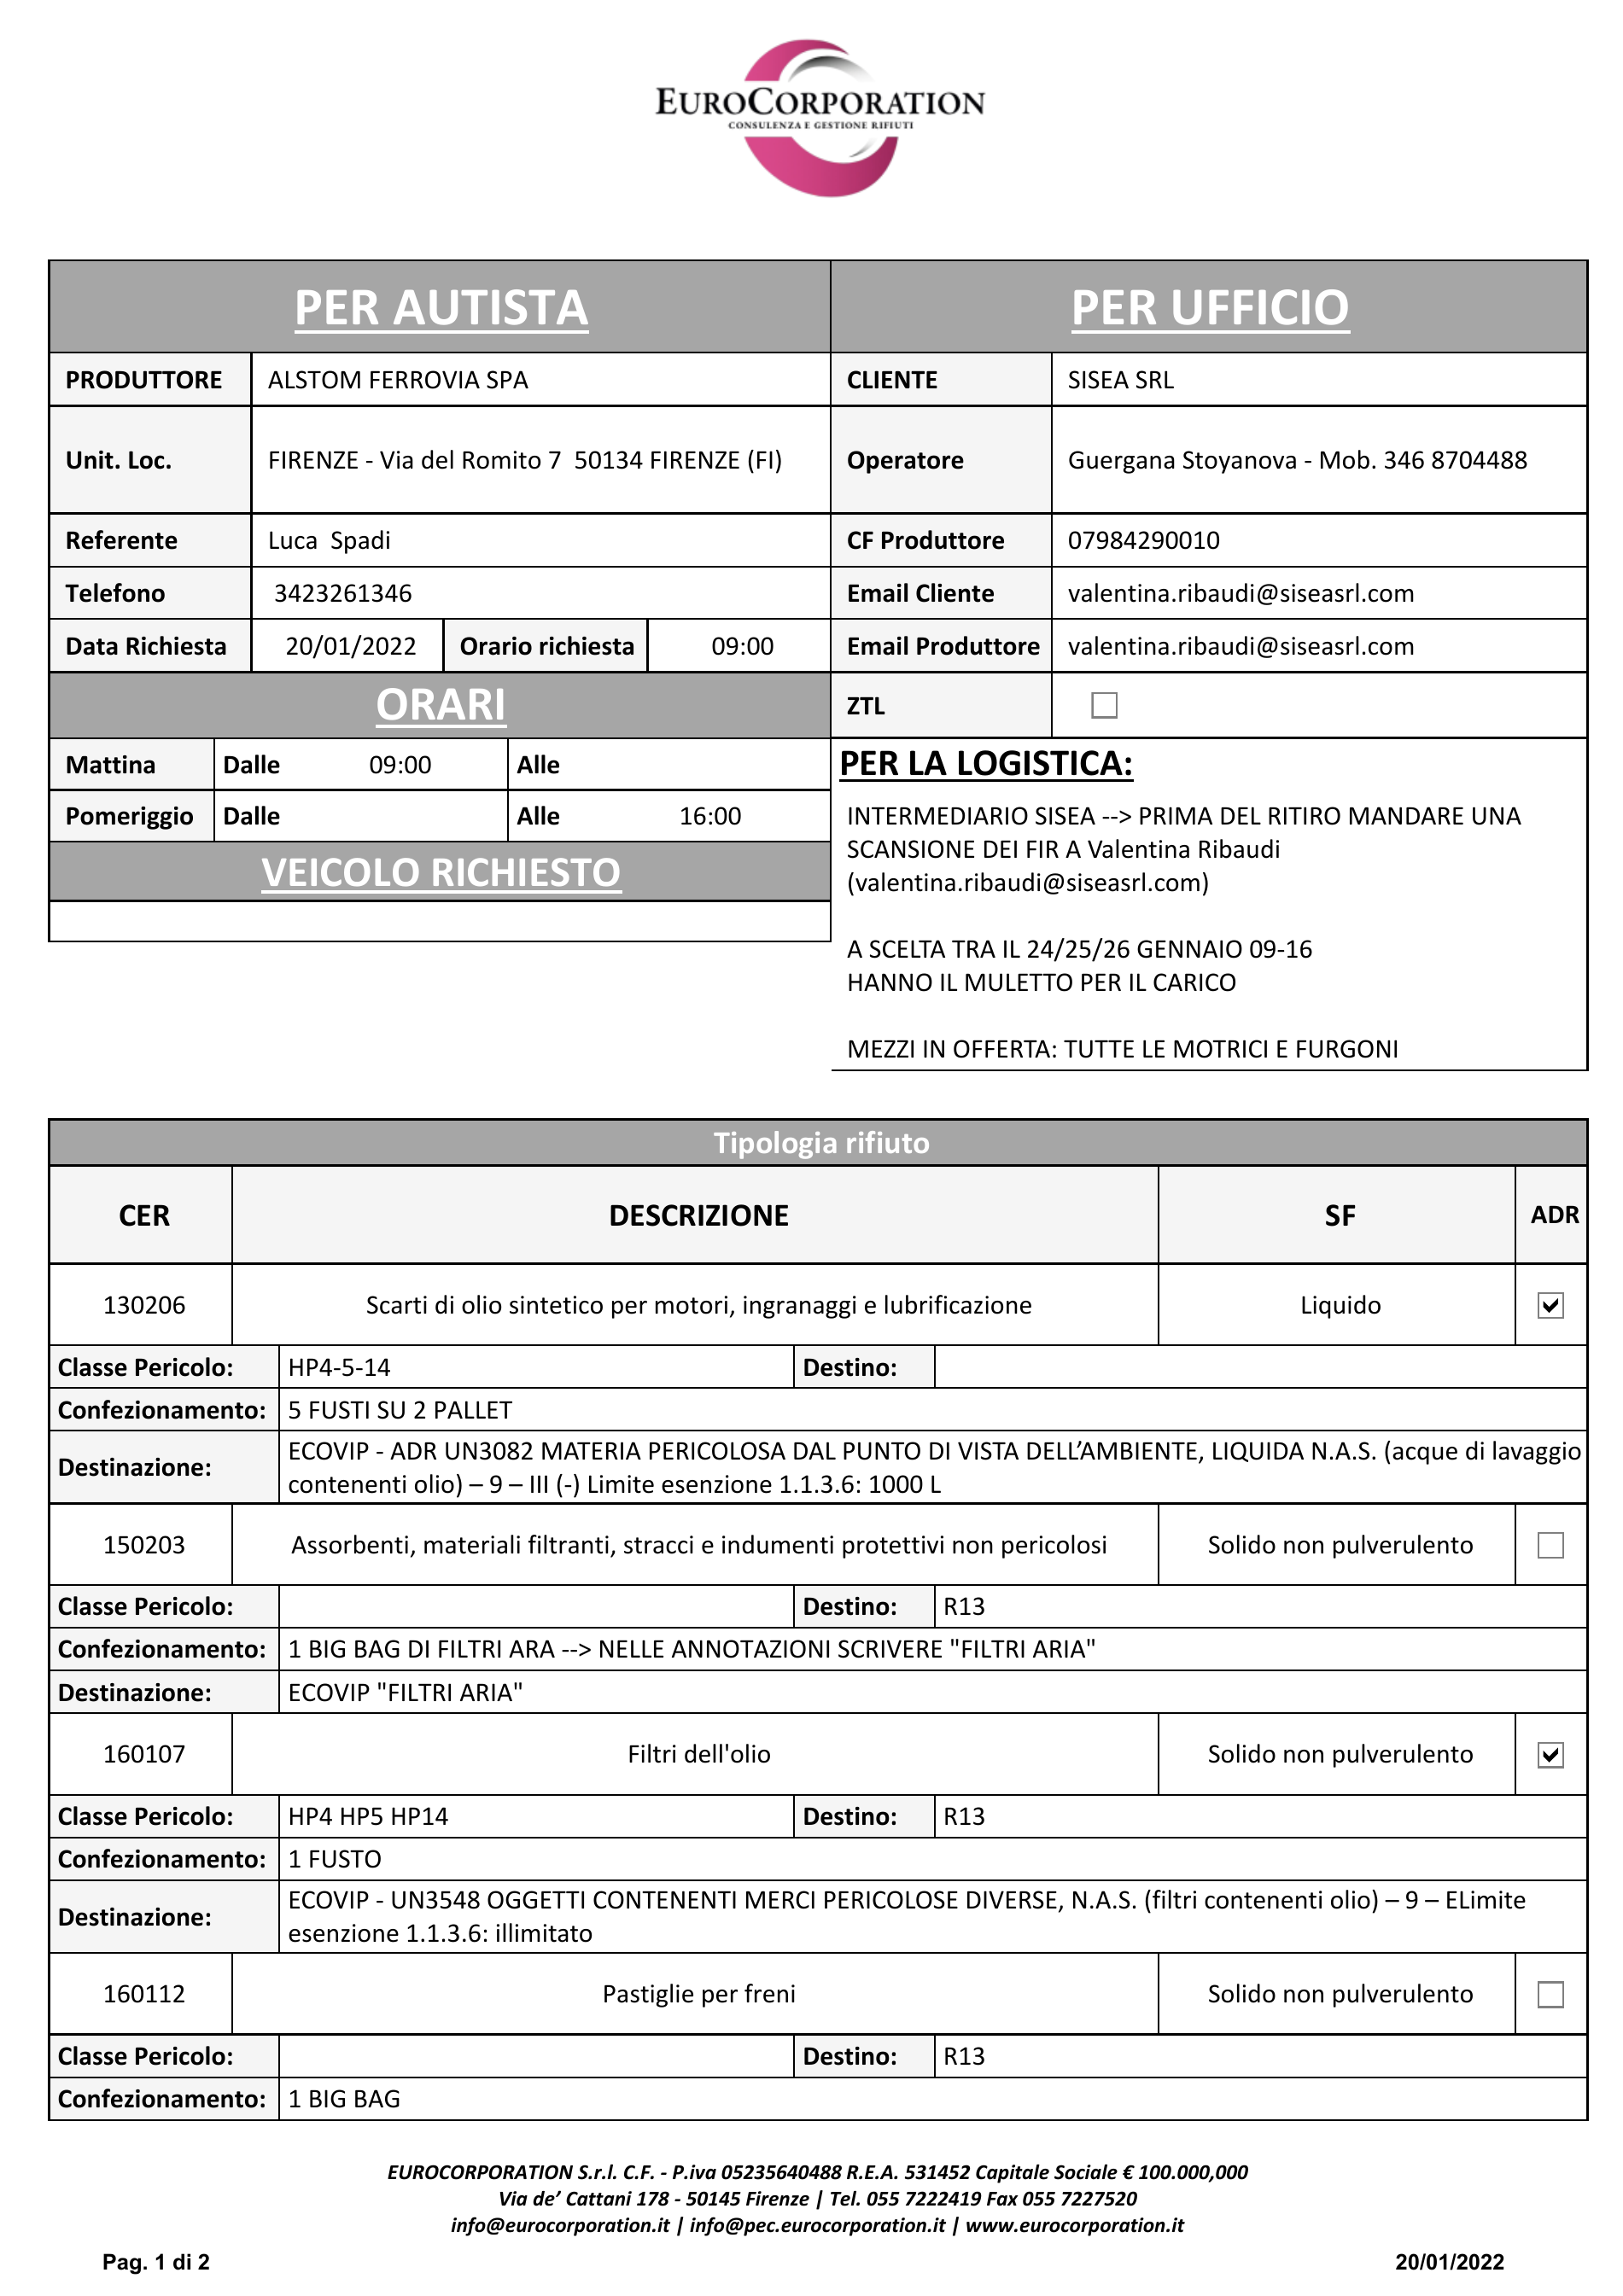 EUROCORPORATION
CONSULENZA E GESTIONE RIFIUTI
PER AUTISTA
PRODUTTORE ALSTOM FERROVIA SPA
Unit. Loc. FIRENZE - Via del Romito 7  50134 FIRENZE (FI)
Referente Luca  Spadi
Telefono 3423261346
Data Richiesta 20/01/2022 Orario richiesta 09:00
ORARI
Mattina Dalle 09:00 Alle
Pomeriggio Dalle Alle 16:00
VEICOLO RICHIESTO
PER UFFICIO
CLIENTE SISEA SRL
Operatore Guergana Stoyanova - Mob. 346 8704488
CF Produttore 07984290010
Email Cliente valentina.ribaudi@siseasrl.com
Email Produttore valentina.ribaudi@siseasrl.com
ZTL
PER LA LOGISTICA:
INTERMEDIARIO SISEA --> PRIMA DEL RITIRO MANDARE UNA
SCANSIONE DEI FIR A Valentina Ribaudi
(valentina.ribaudi@siseasrl.com)
A SCELTA TRA IL 24/25/26 GENNAIO 09-16
HANNO IL MULETTO PER IL CARICO
MEZZI IN OFFERTA: TUTTE LE MOTRICI E FURGONI
Tipologia rifiuto
CER DESCRIZIONE SF ADR
130206 Scarti di olio sintetico per motori, ingranaggi e lubrificazione Liquido
Classe Pericolo: HP4-5-14 Destino:
Confezionamento: 5 FUSTI SU 2 PALLET
Destinazione: ECOVIP - ADR UN3082 MATERIA PERICOLOSA DAL PUNTO DI VISTA DELL’AMBIENTE, LIQUIDA N.A.S. (acque di lavaggio
contenenti olio) – 9 – III (-) Limite esenzione 1.1.3.6: 1000 L
150203 Assorbenti, materiali filtranti, stracci e indumenti protettivi non pericolosi Solido non pulverulento
Classe Pericolo: Destino: R13
Confezionamento: 1 BIG BAG DI FILTRI ARA --> NELLE ANNOTAZIONI SCRIVERE "FILTRI ARIA"
Destinazione: ECOVIP "FILTRI ARIA"
160107 Filtri dell'olio Solido non pulverulento
Classe Pericolo: HP4 HP5 HP14 Destino: R13
Confezionamento: 1 FUSTO
Destinazione: ECOVIP - UN3548 OGGETTI CONTENENTI MERCI PERICOLOSE DIVERSE, N.A.S. (filtri contenenti olio) – 9 – ELimite
esenzione 1.1.3.6: illimitato
160112 Pastiglie per freni Solido non pulverulento
Classe Pericolo: Destino: R13
Confezionamento: 1 BIG BAG
EUROCORPORATION S.r.l. C.F. - P.iva 05235640488 R.E.A. 531452 Capitale Sociale € 100.000,000
Via de’ Cattani 178 - 50145 Firenze | Tel. 055 7222419 Fax 055 7227520
info@eurocorporation.it | info@pec.eurocorporation.it | www.eurocorporation.it
Pag. 1 di 2 20/01/2022